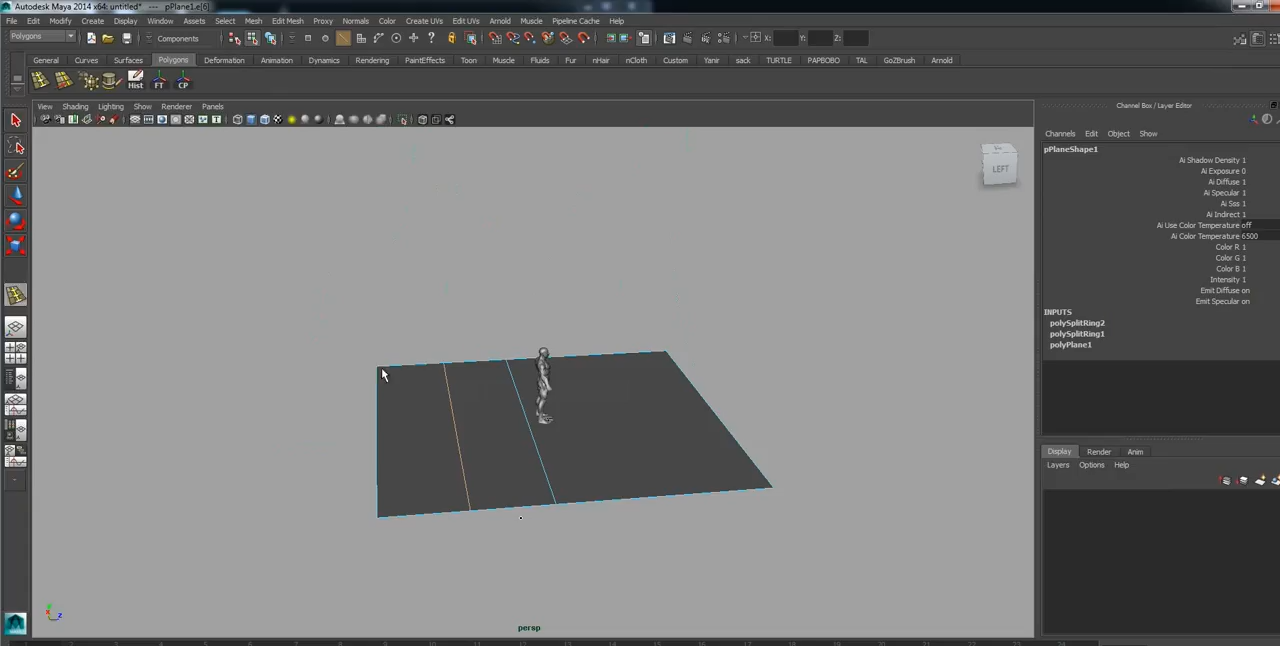 Autodesk Maya 2014 x64: untitled* --- pPlane1.e[6]
File Edit Modify Create Display Window Assets Select Mesh Edit Mesh Proxy Normals Color Create UVs Edit UVs Arnold Muscle Pipeline Cache Help
Polygons Components X: Y: Z:
General Curves Surfaces Polygons Deformation Animation Dynamics Rendering PaintEffects Toon Muscle Fluids Fur nHair nCloth Custom Yanir sack TURTLE PAPBOBO TAL GoZBrush Arnold
Hist FT CP
View Shading Lighting Show Renderer Panels
LEFT
persp
Channel Box / Layer Editor
Channels Edit Object Show
pPlaneShape1
Ai Shadow Density 1
Ai Exposure 0
Ai Diffuse 1
Ai Specular 1
Ai Sss 1
Ai Indirect 1
Ai Use Color Temperature off
Ai Color Temperature 6500
Color R 1
Color G 1
Color B 1
Intensity 1
Emit Diffuse on
Emit Specular on
INPUTS
polySplitRing2
polySplitRing1
polyPlane1
Display Render Anim
Layers Options Help